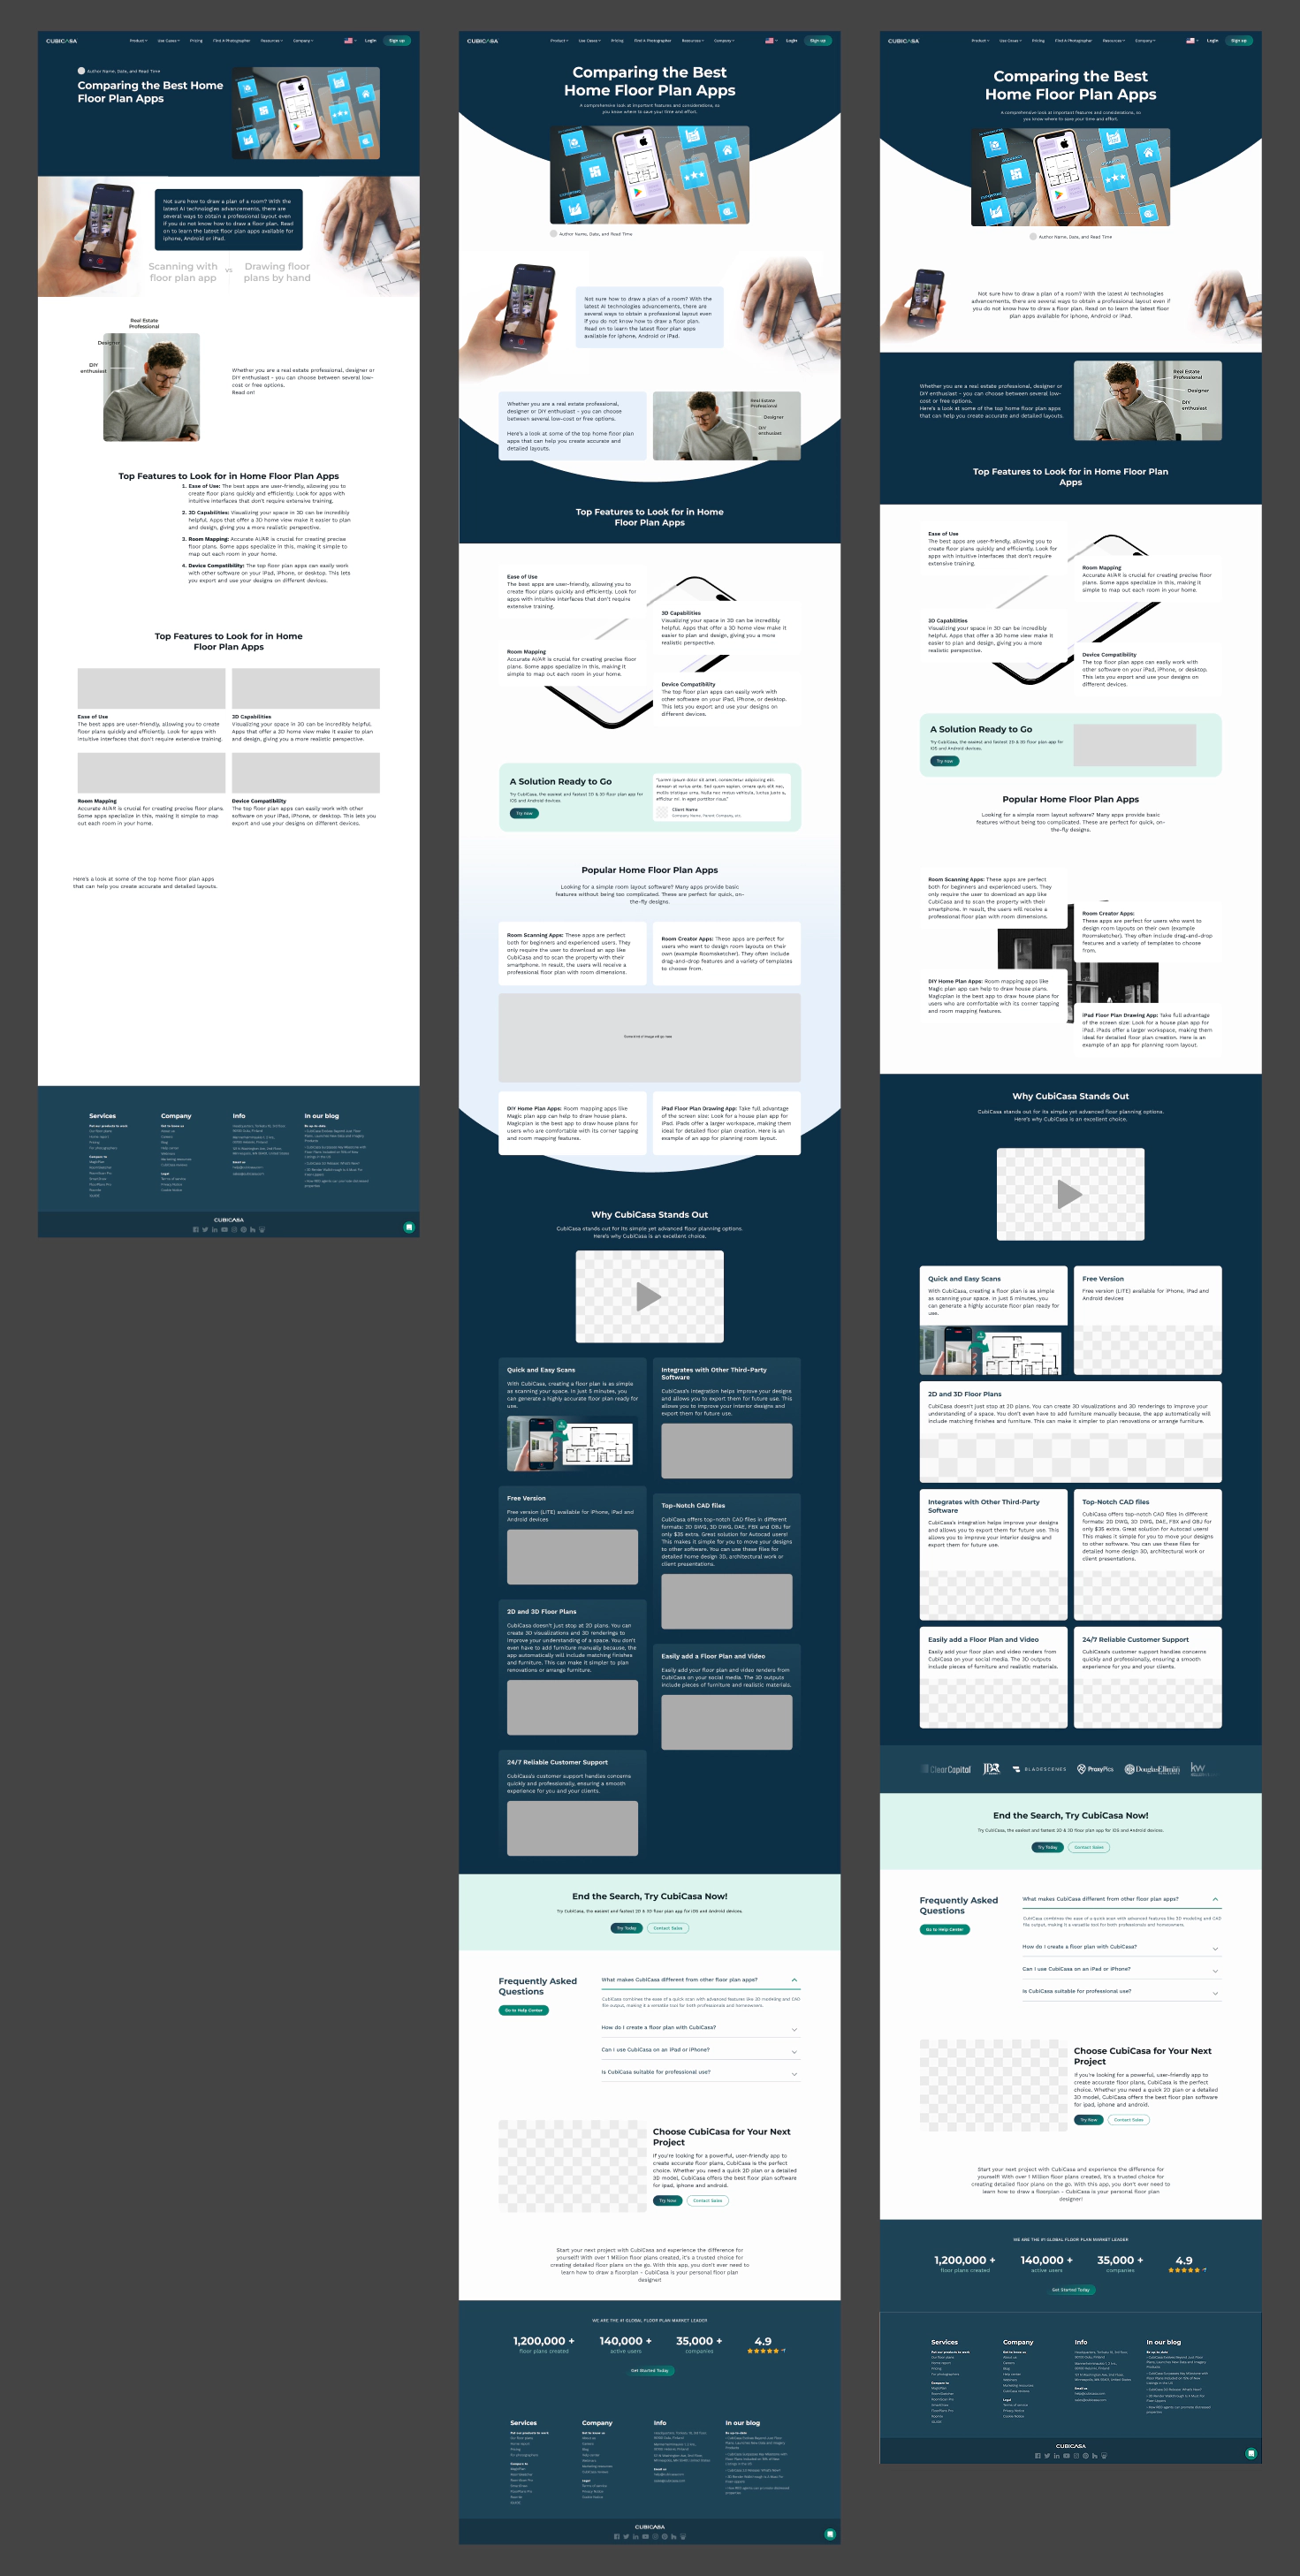 CUBICASA
Product Use Cases Pricing Find A Photographer Resources Company Login Sign up
Author Name, Date, and Read Time
Comparing the Best Home
Floor Plan Apps
Not sure how to draw a plan of a room? With the
latest AI technologies advancements, there are
several ways to obtain a professional layout even
if you do not know how to draw a floor plan. Read
on to learn the latest floor plan apps available for
iphone, Android or iPad.
Scanning with
floor plan app
vs
Drawing floor
plans by hand
Real Estate
Professional
Designer
DIY
enthusiast
Whether you are a real estate professional, designer or
DIY enthusiast - you can choose between several low-
cost or free options.
Read on!
Top Features to Look for in Home Floor Plan Apps
1. Ease of Use: The best apps are user-friendly, allowing you to
create floor plans quickly and efficiently. Look for apps with
intuitive interfaces that don't require extensive training.
2. 3D Capabilities: Visualizing your space in 3D can be incredibly
helpful. Apps that offer a 3D home view make it easier to plan
and design, giving you a more realistic perspective.
3. Room Mapping: Accurate AI/AR is crucial for creating precise
floor plans. Some apps specialize in this, making it simple to
map out each room in your home.
4. Device Compatibility: The top floor plan apps can easily work
with other software on your iPad, iPhone, or desktop. This lets
you export and use your designs on different devices.
Top Features to Look for in Home
Floor Plan Apps
Ease of Use
The best apps are user-friendly, allowing you to create
floor plans quickly and efficiently. Look for apps with
intuitive interfaces that don't require extensive training.
3D Capabilities
Visualizing your space in 3D can be incredibly helpful.
Apps that offer a 3D home view make it easier to plan
and design, giving you a more realistic perspective.
Room Mapping
Accurate AI/AR is crucial for creating precise floor plans.
Some apps specialize in this, making it simple to map
out each room in your home.
Device Compatibility
The top floor plan apps can easily work with other
software on your iPad, iPhone, or desktop. This lets you
export and use your designs on different devices.
Here's a look at some of the top home floor plan apps
that can help you create accurate and detailed layouts.
Services
Company
Info
In our blog
CUBICASA
CUBICASA
Product Use Cases Pricing Find A Photographer Resources Company Login Sign up
Comparing the Best
Home Floor Plan Apps
A comprehensive look at important features and considerations, so
you know where to save your time and effort.
Author Name, Date, and Read Time
Not sure how to draw a plan of a room? With the
latest AI technologies advancements, there are
several ways to obtain a professional layout even
if you do not know how to draw a floor plan.
Read on to learn the latest floor plan apps
available for iphone, Android or iPad.
Whether you are a real estate professional,
designer or DIY enthusiast - you can choose
between several low-cost or free options.
Here's a look at some of the top home floor plan
apps that can help you create accurate and
detailed layouts.
Real Estate
Professional
Designer
DIY
enthusiast
Top Features to Look for in Home
Floor Plan Apps
Ease of Use
The best apps are user-friendly, allowing you to
create floor plans quickly and efficiently. Look for
apps with intuitive interfaces that don't require
extensive training.
3D Capabilities
Visualizing your space in 3D can be incredibly
helpful. Apps that offer a 3D home view make it
easier to plan and design, giving you a more
realistic perspective.
Room Mapping
Accurate AI/AR is crucial for creating precise floor
plans. Some apps specialize in this, making it
simple to map out each room in your home.
Device Compatibility
The top floor plan apps can easily work with
other software on your iPad, iPhone, or desktop.
This lets you export and use your designs on
different devices.
A Solution Ready to Go
Try CubiCasa, the easiest and fastest 2D & 3D floor plan app for
iOS and Android devices.
Try now
Client Name
Popular Home Floor Plan Apps
Looking for a simple room layout software? Many apps provide basic
features without being too complicated. These are perfect for quick, on-
the-fly designs.
Room Scanning Apps: These apps are perfect
both for beginners and experienced users. They
only require the user to download an app like
CubiCasa and to scan the property with their
smartphone. In result, the users will receive a
professional floor plan with room dimensions.
Room Creator Apps: These apps are perfect for
users who want to design room layouts on their
own (example Roomsketcher). They often include
drag-and-drop features and a variety of templates
to choose from.
DIY Home Plan Apps: Room mapping apps like
Magic plan app can help to draw house plans.
Magicplan is the best app to draw house plans for
users who are comfortable with its corner tapping
and room mapping features.
iPad Floor Plan Drawing App: Take full advantage
of the screen size: Look for a house plan app for
iPad. iPads offer a larger workspace, making them
ideal for detailed floor plan creation. Here is an
example of an app for planning room layout.
Why CubiCasa Stands Out
CubiCasa stands out for its simple yet advanced floor planning options.
Here's why CubiCasa is an excellent choice.
Quick and Easy Scans
With CubiCasa, creating a floor plan is as simple
as scanning your space. In just 5 minutes, you
can generate a highly accurate floor plan ready for
use.
Integrates with Other Third-Party
Software
CubiCasa's integration helps improve your designs
and allows you to export them for future use. This
allows you to improve your interior designs and
export them for future use.
Free Version
Free version (LITE) available for iPhone, iPad and
Android devices
Top-Notch CAD files
CubiCasa offers top-notch CAD files in different
formats: 2D DWG, 3D DWG, DAE, FBX and OBJ for
only $35 extra. Great solution for Autocad users!
This makes it simple for you to move your designs
to other software. You can use these files for
detailed home design 3D, architectural work or
client presentations.
2D and 3D Floor Plans
CubiCasa doesn't just stop at 2D plans. You can
create 3D visualizations and 3D renderings to
improve your understanding of a space. You don't
even have to add furniture manually because, the
app automatically will include matching finishes
and furniture. This can make it simpler to plan
renovations or arrange furniture.
Easily add a Floor Plan and Video
Easily add your floor plan and video renders from
CubiCasa on your social media. The 3D outputs
include pieces of furniture and realistic materials.
24/7 Reliable Customer Support
CubiCasa's customer support handles concerns
quickly and professionally, ensuring a smooth
experience for you and your clients.
End the Search, Try CubiCasa Now!
Try CubiCasa, the easiest and fastest 2D & 3D floor plan app for iOS and Android devices.
Try Today Contact Sales
Frequently Asked
Questions
Go to Help Center
What makes CubiCasa different from other floor plan apps?
CubiCasa combines the ease of a quick scan with advanced features like 3D modeling and CAD
file output, making it a versatile tool for both professionals and homeowners.
How do I create a floor plan with CubiCasa?
Can I use CubiCasa on an iPad or iPhone?
Is CubiCasa suitable for professional use?
Choose CubiCasa for Your Next
Project
If you're looking for a powerful, user-friendly app to
create accurate floor plans, CubiCasa is the perfect
choice. Whether you need a quick 2D plan or a detailed
3D model, CubiCasa offers the best floor plan software
for ipad, iphone and android.
Try Now Contact Sales
Start your next project with CubiCasa and experience the difference for
yourself! With over 1 Million floor plans created, it's a trusted choice for
creating detailed floor plans on the go. With this app, you don't ever need to
learn how to draw a floorplan - CubiCasa is your personal floor plan
designer!
WE ARE THE #1 GLOBAL FLOOR PLAN MARKET LEADER
1,200,000 +
floor plans created
140,000 +
active users
35,000 +
companies
4.9
Get Started Today
Services
Company
Info
In our blog
CUBICASA
CUBICASA
Product Use Cases Pricing Find A Photographer Resources Company Login Sign up
Comparing the Best
Home Floor Plan Apps
A comprehensive look at important features and considerations, so
you know where to save your time and effort.
Author Name, Date, and Read Time
Not sure how to draw a plan of a room? With the latest AI technologies
advancements, there are several ways to obtain a professional layout even if
you do not know how to draw a floor plan. Read on to learn the latest floor
plan apps available for iphone, Android or iPad.
Whether you are a real estate professional, designer or
DIY enthusiast - you can choose between several low-
cost or free options.
Here's a look at some of the top home floor plan apps
that can help you create accurate and detailed layouts.
Real Estate
Professional
Designer
DIY
enthusiast
Top Features to Look for in Home Floor Plan
Apps
Ease of Use
The best apps are user-friendly, allowing you to
create floor plans quickly and efficiently. Look for
apps with intuitive interfaces that don't require
extensive training.
Room Mapping
Accurate AI/AR is crucial for creating precise floor
plans. Some apps specialize in this, making it
simple to map out each room in your home.
3D Capabilities
Visualizing your space in 3D can be incredibly
helpful. Apps that offer a 3D home view make it
easier to plan and design, giving you a more
realistic perspective.
Device Compatibility
The top floor plan apps can easily work with
other software on your iPad, iPhone, or desktop.
This lets you export and use your designs on
different devices.
A Solution Ready to Go
Try CubiCasa, the easiest and fastest 2D & 3D floor plan app for
iOS and Android devices.
Try now
Popular Home Floor Plan Apps
Looking for a simple room layout software? Many apps provide basic
features without being too complicated. These are perfect for quick, on-
the-fly designs.
Room Scanning Apps: These apps are perfect
both for beginners and experienced users. They
only require the user to download an app like
CubiCasa and to scan the property with their
smartphone. In result, the users will receive a
professional floor plan with room dimensions.
Room Creator Apps:
These apps are perfect for users who want to
design room layouts on their own (example
Roomsketcher). They often include drag-and-drop
features and a variety of templates to choose
from.
DIY Home Plan Apps: Room mapping apps like
Magic plan app can help to draw house plans.
Magicplan is the best app to draw house plans for
users who are comfortable with its corner tapping
and room mapping features.
iPad Floor Plan Drawing App: Take full advantage
of the screen size: Look for a house plan app for
iPad. iPads offer a larger workspace, making them
ideal for detailed floor plan creation. Here is an
example of an app for planning room layout.
Why CubiCasa Stands Out
CubiCasa stands out for its simple yet advanced floor planning options.
Here's why CubiCasa is an excellent choice.
Quick and Easy Scans
With CubiCasa, creating a floor plan is as simple
as scanning your space. In just 5 minutes, you
can generate a highly accurate floor plan ready for
use.
Free Version
Free version (LITE) available for iPhone, iPad and
Android devices
2D and 3D Floor Plans
CubiCasa doesn't just stop at 2D plans. You can create 3D visualizations and 3D renderings to improve your
understanding of a space. You don't even have to add furniture manually because, the app automatically will
include matching finishes and furniture. This can make it simpler to plan renovations or arrange furniture.
Integrates with Other Third-Party
Software
CubiCasa's integration helps improve your designs
and allows you to export them for future use. This
allows you to improve your interior designs and
export them for future use.
Top-Notch CAD files
CubiCasa offers top-notch CAD files in different
formats: 2D DWG, 3D DWG, DAE, FBX and OBJ for
only $35 extra. Great solution for Autocad users!
This makes it simple for you to move your designs
to other software. You can use these files for
detailed home design 3D, architectural work or
client presentations.
Easily add a Floor Plan and Video
Easily add your floor plan and video renders from
CubiCasa on your social media. The 3D outputs
include pieces of furniture and realistic materials.
24/7 Reliable Customer Support
CubiCasa's customer support handles concerns
quickly and professionally, ensuring a smooth
experience for you and your clients.
ClearCapital JDR BLADESCENES ProxyPics DouglasElliman kw
End the Search, Try CubiCasa Now!
Try CubiCasa, the easiest and fastest 2D & 3D floor plan app for iOS and Android devices.
Try Today Contact Sales
Frequently Asked
Questions
Go to Help Center
What makes CubiCasa different from other floor plan apps?
CubiCasa combines the ease of a quick scan with advanced features like 3D modeling and CAD
file output, making it a versatile tool for both professionals and homeowners.
How do I create a floor plan with CubiCasa?
Can I use CubiCasa on an iPad or iPhone?
Is CubiCasa suitable for professional use?
Choose CubiCasa for Your Next
Project
If you're looking for a powerful, user-friendly app to
create accurate floor plans, CubiCasa is the perfect
choice. Whether you need a quick 2D plan or a detailed
3D model, CubiCasa offers the best floor plan software
for ipad, iphone and android.
Try Now Contact Sales
Start your next project with CubiCasa and experience the difference for
yourself! With over 1 Million floor plans created, it's a trusted choice for
creating detailed floor plans on the go. With this app, you don't ever need to
learn how to draw a floorplan - CubiCasa is your personal floor plan
designer!
WE ARE THE #1 GLOBAL FLOOR PLAN MARKET LEADER
1,200,000 +
floor plans created
140,000 +
active users
35,000 +
companies
4.9
Get Started Today
Services
Company
Info
In our blog
CUBICASA